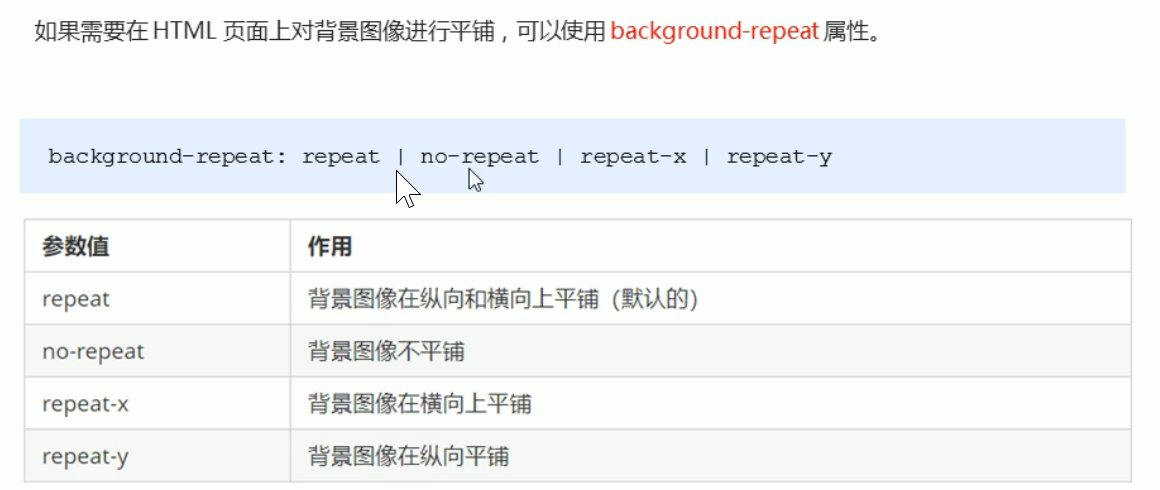 如果需要在 HTML 页面上对背景图像进行平铺，可以使用 background-repeat 属性。
background-repeat: repeat | no-repeat | repeat-x | repeat-y
参数值 作用
repeat 背景图像在纵向和横向上平铺（默认的）
no-repeat 背景图像不平铺
repeat-x 背景图像在横向上平铺
repeat-y 背景图像在纵向平铺